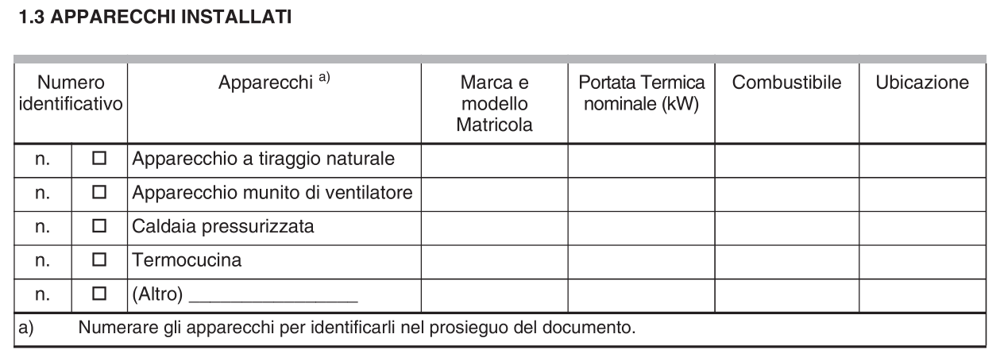 1.3 APPARECCHI INSTALLATI
Numero identificativo Apparecchi a) Marca e modello Matricola Portata Termica nominale (kW) Combustibile Ubicazione
n. ☐ Apparecchio a tiraggio naturale
n. ☐ Apparecchio munito di ventilatore
n. ☐ Caldaia pressurizzata
n. ☐ Termocucina
n. ☐ (Altro) _________________
a) Numerare gli apparecchi per identificarli nel prosieguo del documento.